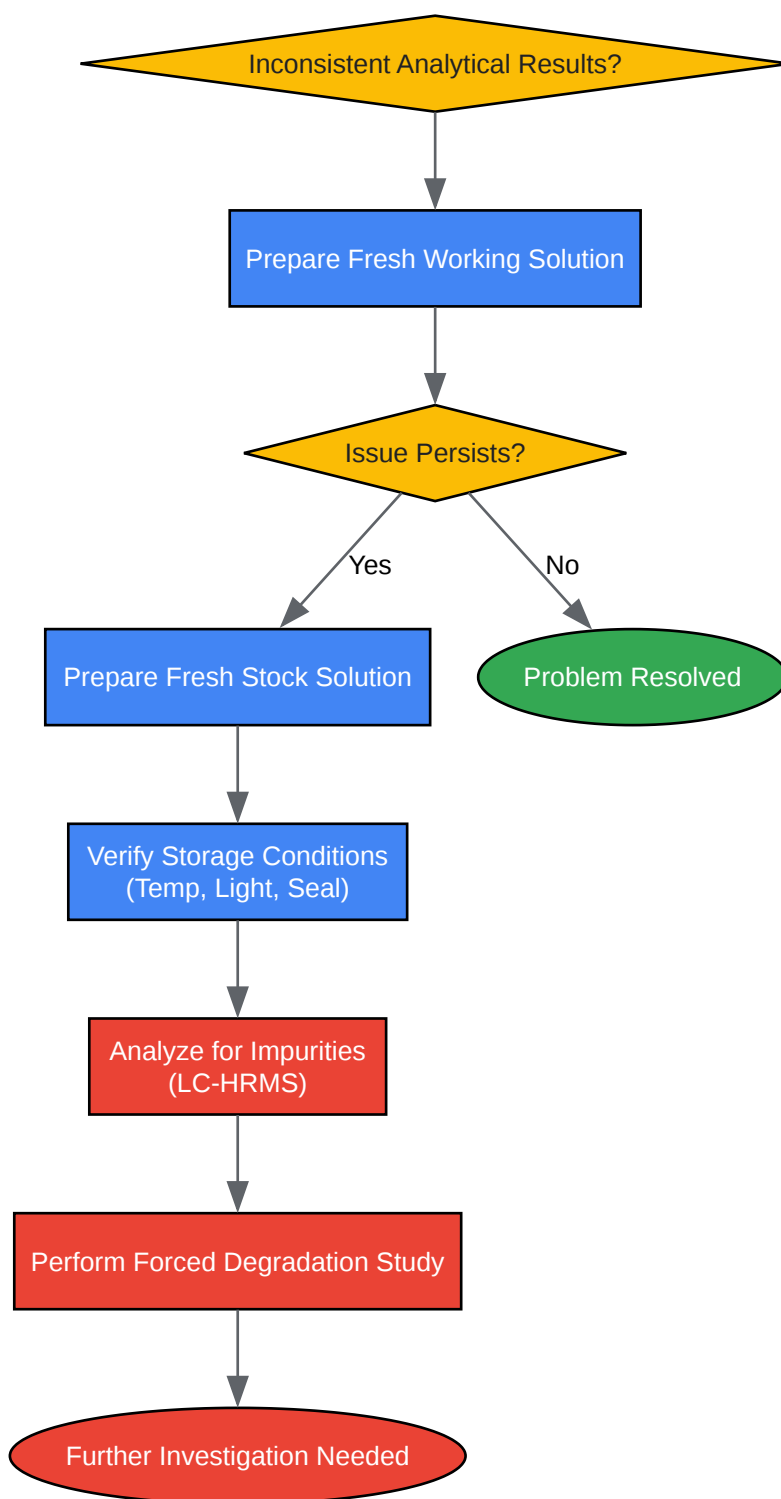 Inconsistent Analytical Results?
Prepare Fresh Working Solution
Issue Persists?
Yes
No
Prepare Fresh Stock Solution
Problem Resolved
Verify Storage Conditions
(Temp, Light, Seal)
Analyze for Impurities
(LC-HRMS)
Perform Forced Degradation Study
Further Investigation Needed